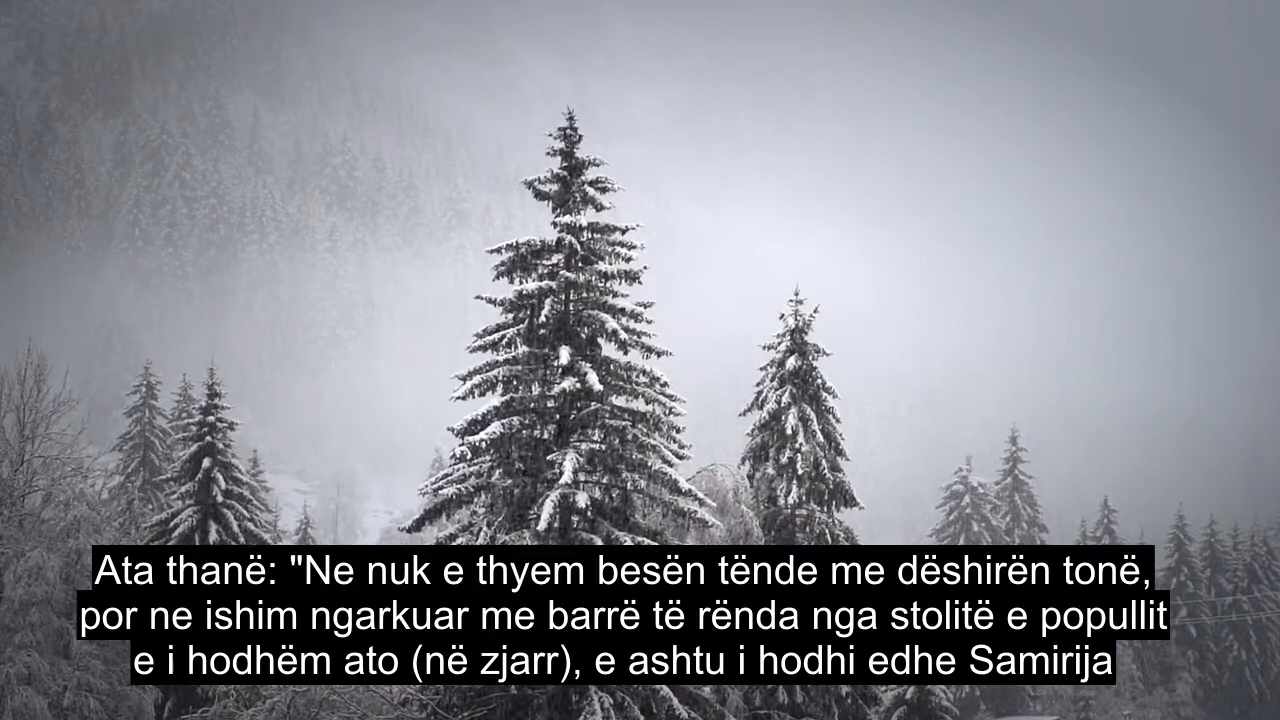 Ata thanë: "Ne nuk e thyem besën tënde me dëshirën tonë,
por ne ishim ngarkuar me barrë të rënda nga stolitë e popullit
e i hodhëm ato (në zjarr), e ashtu i hodhi edhe Samirija